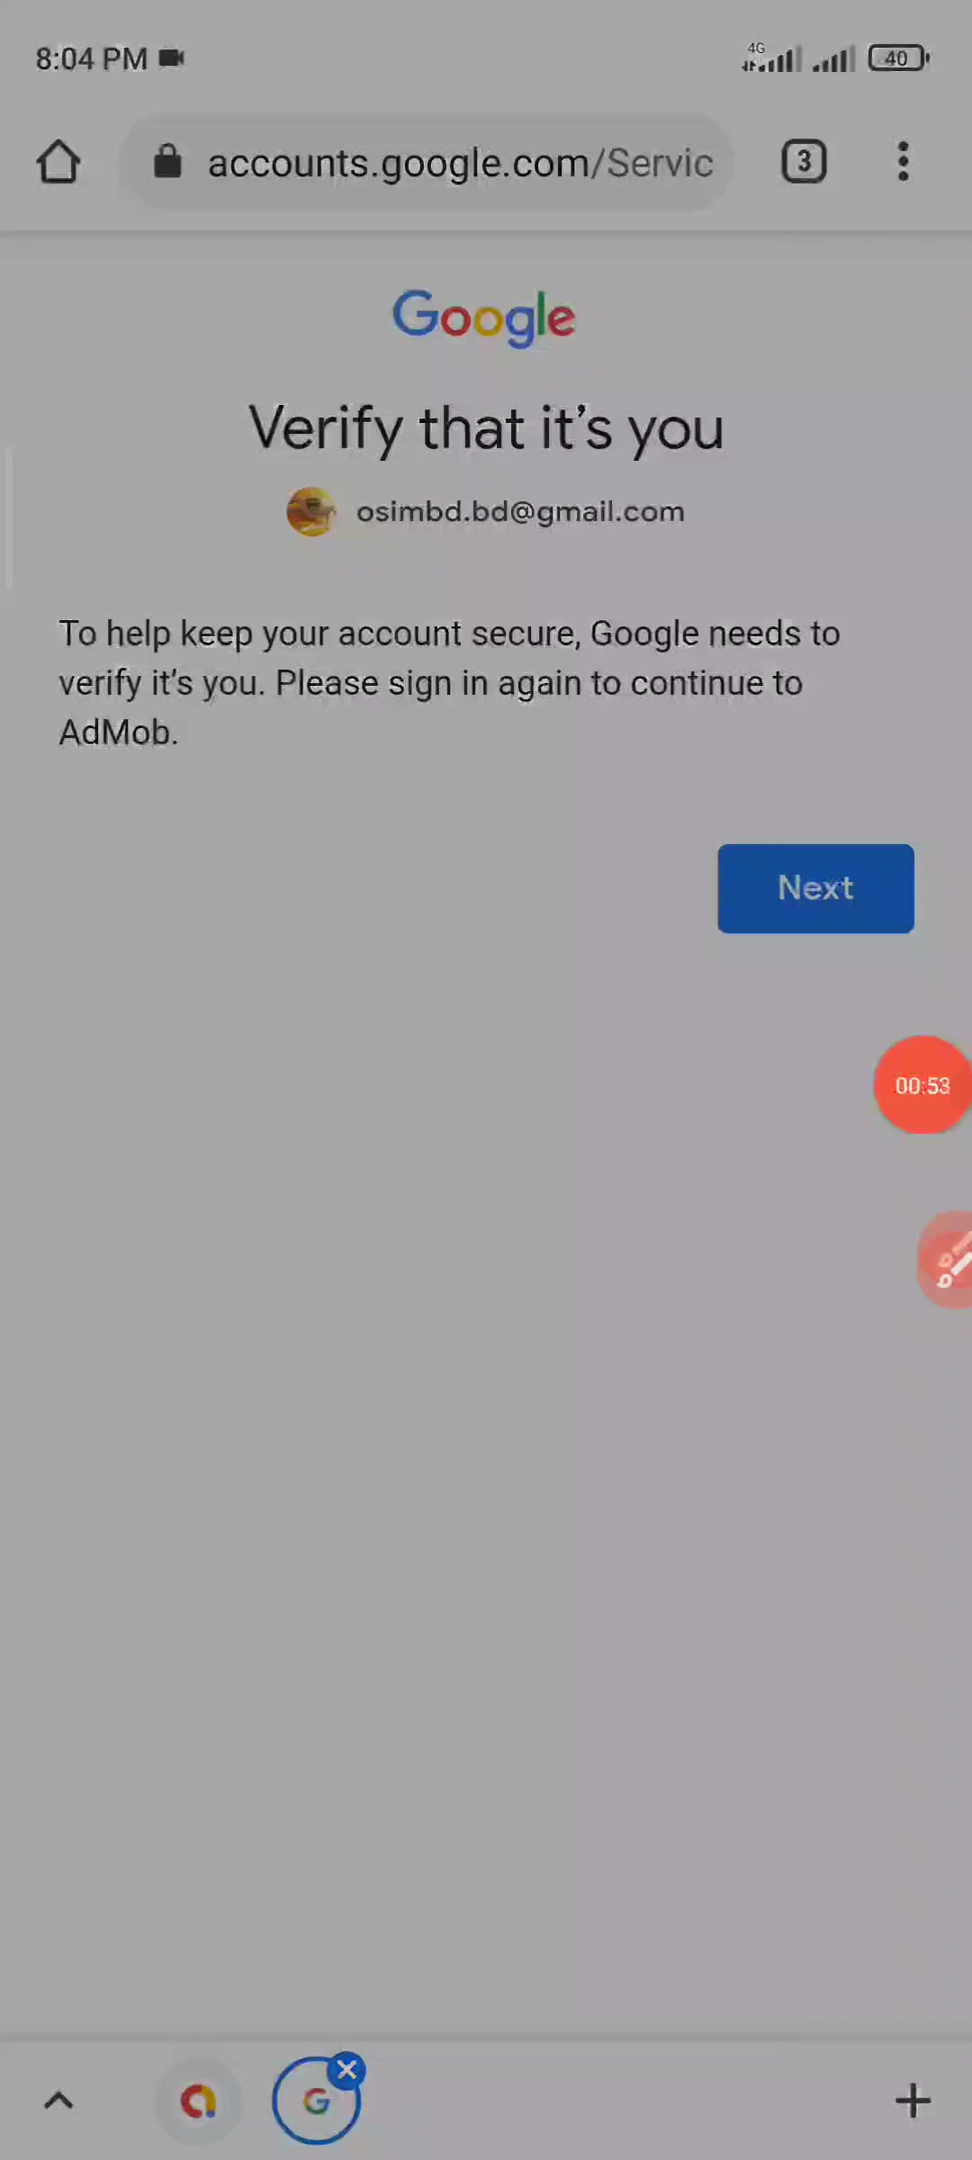 8:04 PM
4G
40
accounts.google.com/Servic
3
Google
Verify that it’s you
osimbd.bd@gmail.com
To help keep your account secure, Google needs to
verify it’s you. Please sign in again to continue to
AdMob.
Next
00:53
G